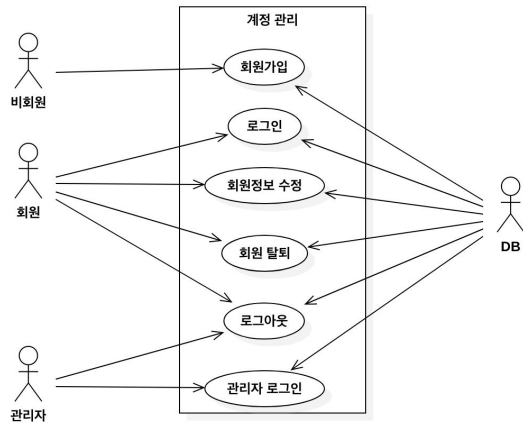 계정 관리
비회원
회원가입
로그인
회원
회원정보 수정
DB
회원 탈퇴
로그아웃
관리자
관리자 로그인